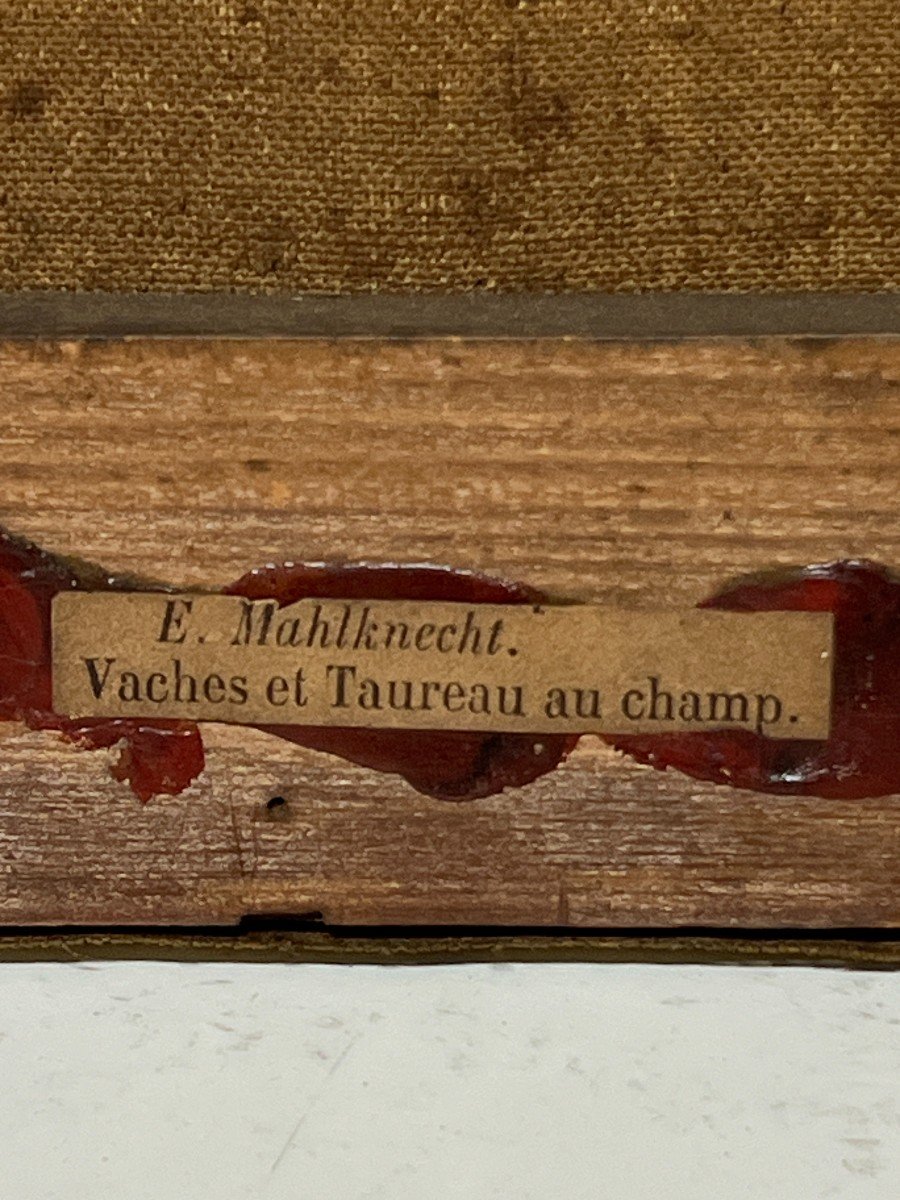 E. Mahlknecht.
Vaches et Taureau au champ.